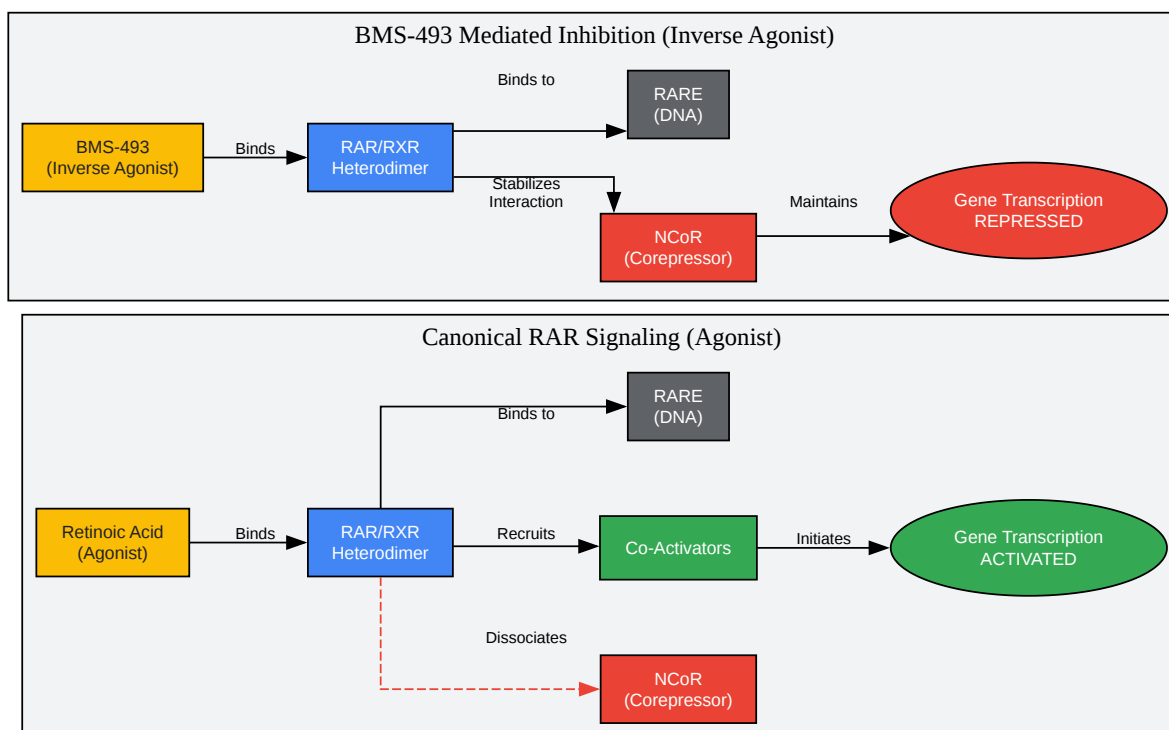 BMS-493 Mediated Inhibition (Inverse Agonist)
Binds to
RARE
(DNA)
BMS-493
(Inverse Agonist)
Binds
RAR/RXR
Heterodimer
Stabilizes
Interaction
NCoR
(Corepressor)
Maintains
Gene Transcription
REPRESSED
Canonical RAR Signaling (Agonist)
Binds to
RARE
(DNA)
Retinoic Acid
(Agonist)
Binds
RAR/RXR
Heterodimer
Recruits
Co-Activators
Initiates
Gene Transcription
ACTIVATED
Dissociates
NCoR
(Corepressor)